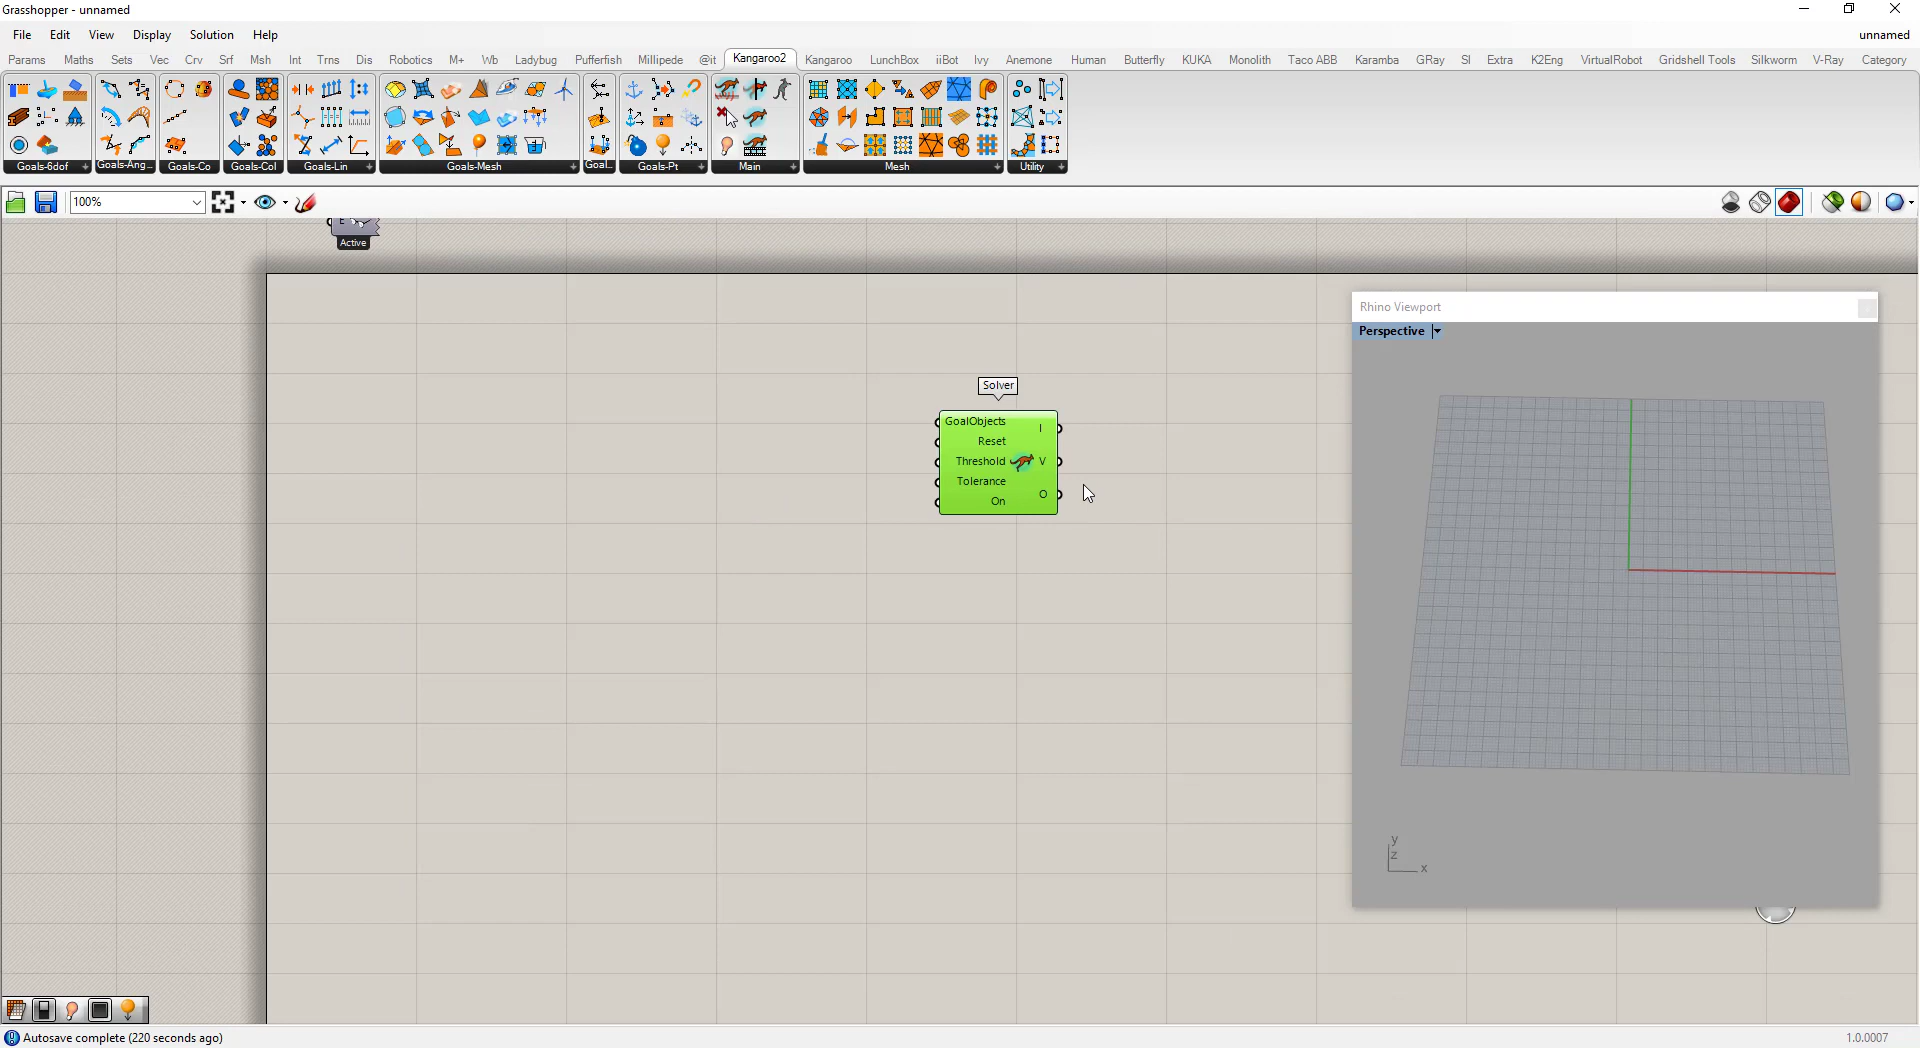 Grasshopper - unnamed
File Edit View Display Solution Help unnamed
Params Maths Sets Vec Crv Srf Msh Int Trns Dis Robotics M+ Wb Ladybug Pufferfish Millipede @it Kangaroo2 Kangaroo LunchBox iiBot Ivy Anemone Human Butterfly KUKA Monolith Taco ABB Karamba GRay SI Extra K2Eng VirtualRobot Gridshell Tools Silkworm V-Ray Category
Goals-6dof Goals-Ang... Goals-Co Goals-Col Goals-Lin Goals-Mesh Goal... Goals-Pt Main Mesh Utility
100%
E
Active
Rhino Viewport
Perspective
Solver
GoalObjects
I
Reset
Threshold V
Tolerance
O
On
y
z
x
Autosave complete (220 seconds ago) 1.0.0007